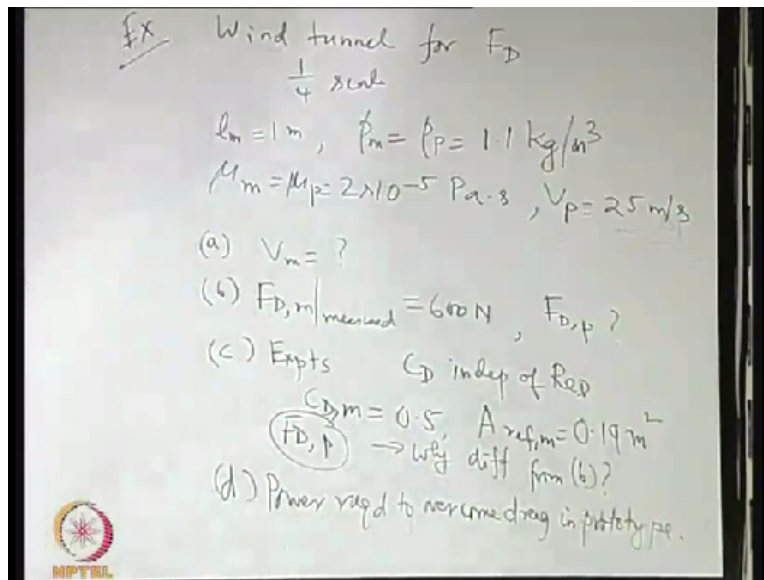 Ex Wind tunnel for F_D
1/4 scale
l_m = 1 m, ρ_m = ρ_p = 1.1 kg/m³
μ_m = μ_p = 2×10⁻⁵ Pa·s, V_p = 25 m/s
(a) V_m = ?
(b) F_D,m|measured = 600 N, F_D,p ?
(c) Expts C_D indep of Re_D
C_D,m = 0.5, A_ref,m = 0.19 m²
F_D,p → why diff from (b)?
(d) Power reqd to overcome drag in prototype.
NPTEL